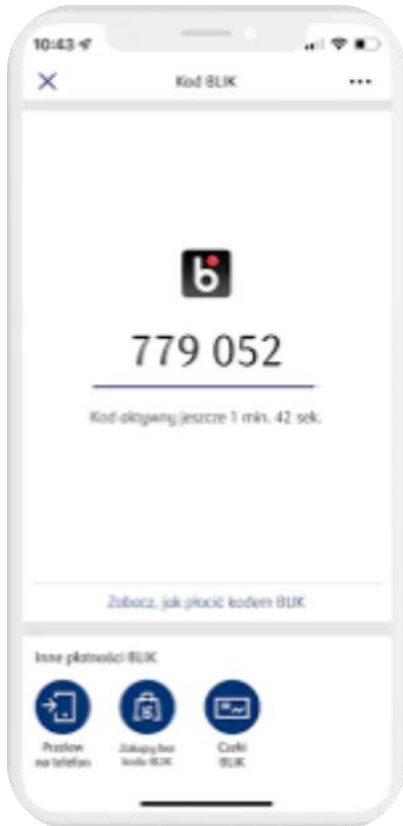 10:43
Kod BLIK
779 052
Kod aktywny jeszcze 1 min. 42 sek.
Zobacz, jak płacić kodem BLIK
Inne płatności BLIK
Przelew
na telefon
Zakupy bez
kodu BLIK
Czeki
BLIK